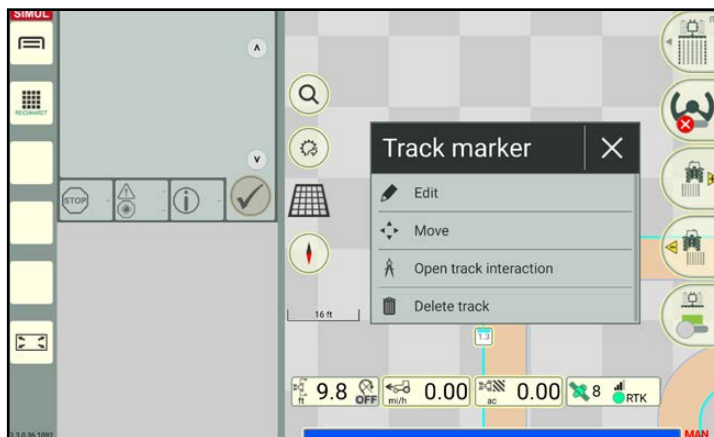 SIMUL
REICHHARDT
STOP
Track marker
Edit
Move
Open track interaction
Delete track
16 ft
1.3
9.8
ft
OFF
0.00
mi/h
0.00
ac
8
RTK
MAN